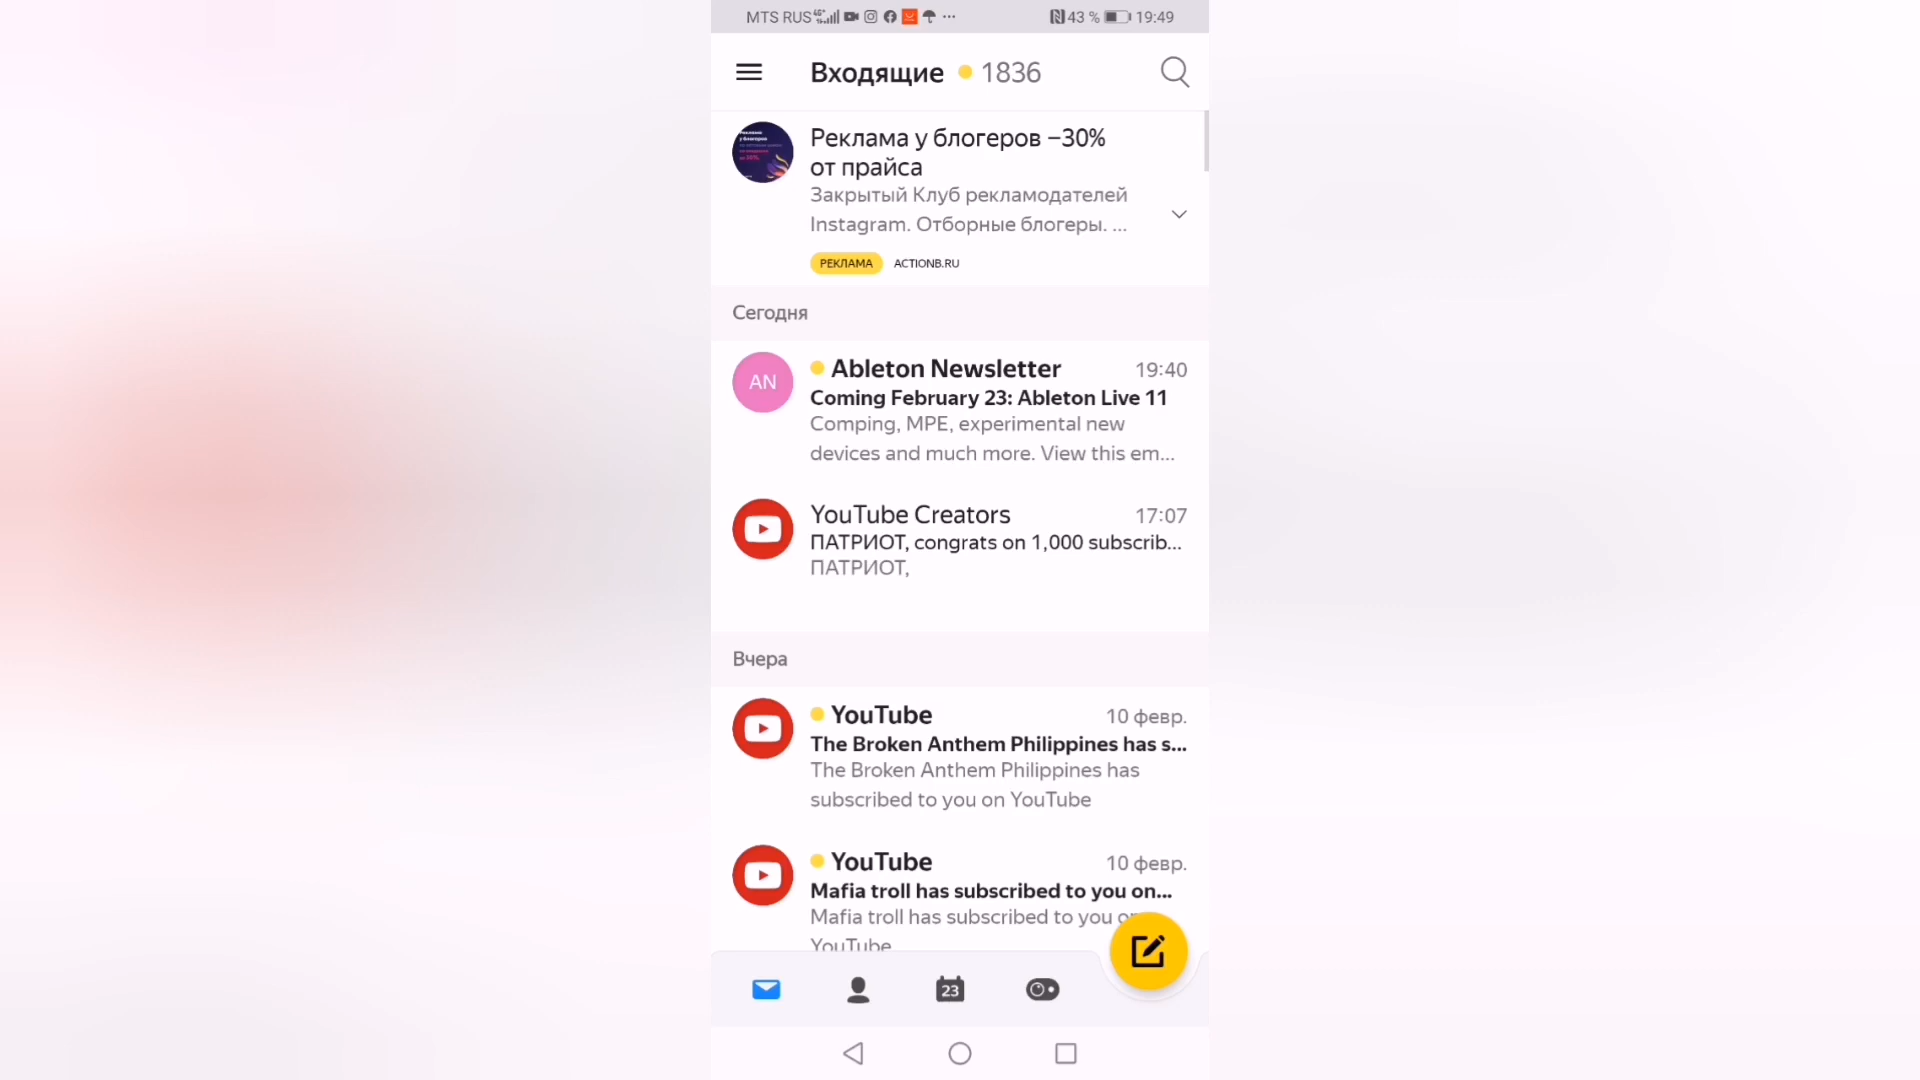 MTS RUS 43 % 19:49
Входящие 1836
Реклама у блогеров –30%
от прайса
Закрытый Клуб рекламодателей
Instagram. Отборные блогеры. ...
РЕКЛАМА ACTIONB.RU
Сегодня
AN
Ableton Newsletter 19:40
Coming February 23: Ableton Live 11
Comping, MPE, experimental new
devices and much more. View this em...
YouTube Creators 17:07
ПАТРИОТ, congrats on 1,000 subscrib...
ПАТРИОТ,
Вчера
YouTube 10 февр.
The Broken Anthem Philippines has s...
The Broken Anthem Philippines has
subscribed to you on YouTube
YouTube 10 февр.
Mafia troll has subscribed to you on...
Mafia troll has subscribed to you on
YouTube
23